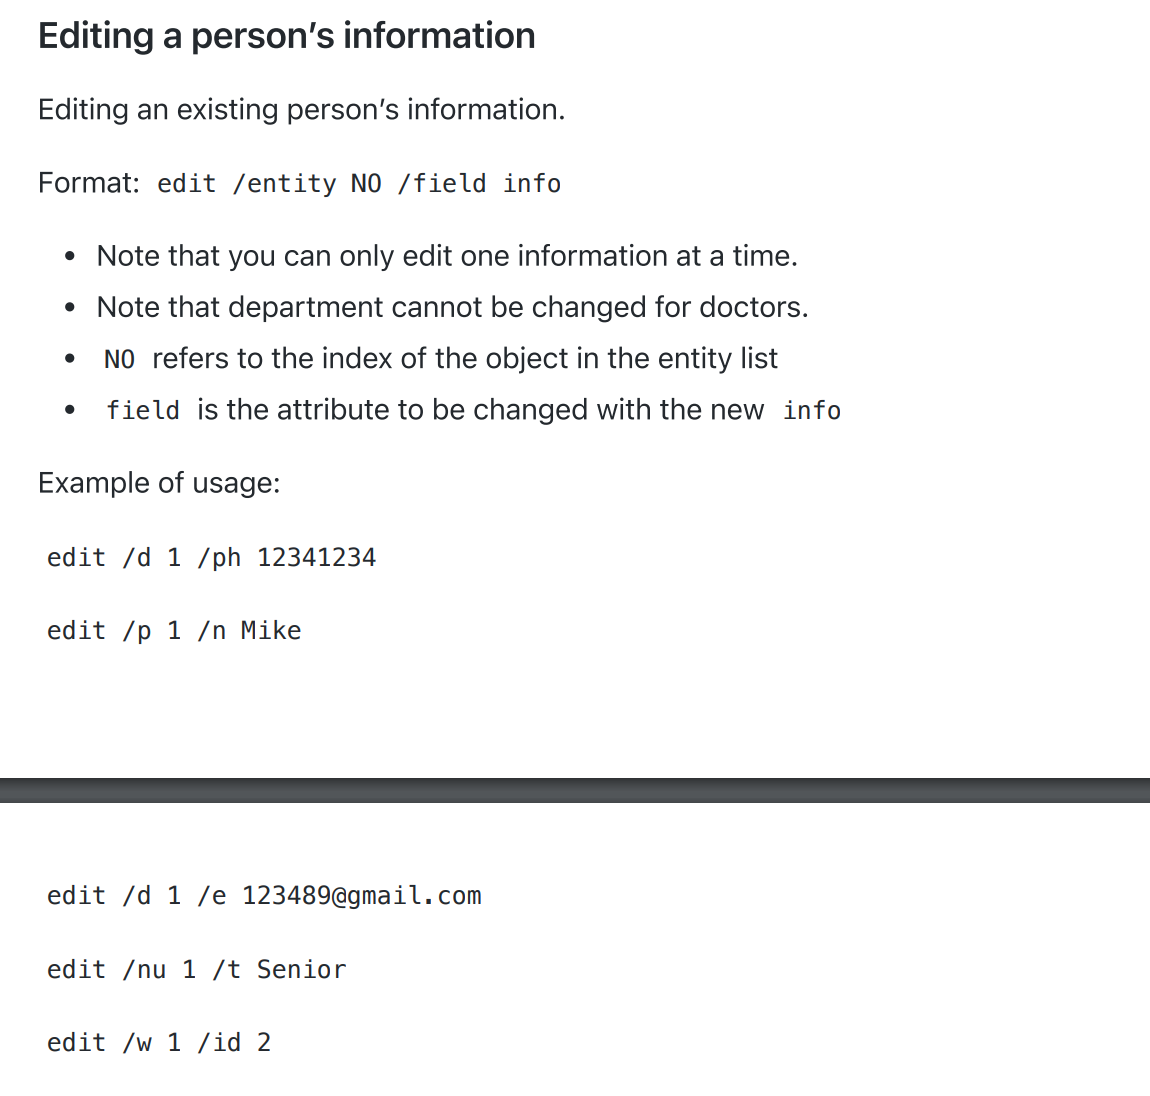 Editing a person’s information
Editing an existing person’s information.
Format: edit /entity NO /field info
• Note that you can only edit one information at a time.
• Note that department cannot be changed for doctors.
• NO refers to the index of the object in the entity list
• field is the attribute to be changed with the new info
Example of usage:
edit /d 1 /ph 12341234
edit /p 1 /n Mike
edit /d 1 /e 123489@gmail.com
edit /nu 1 /t Senior
edit /w 1 /id 2